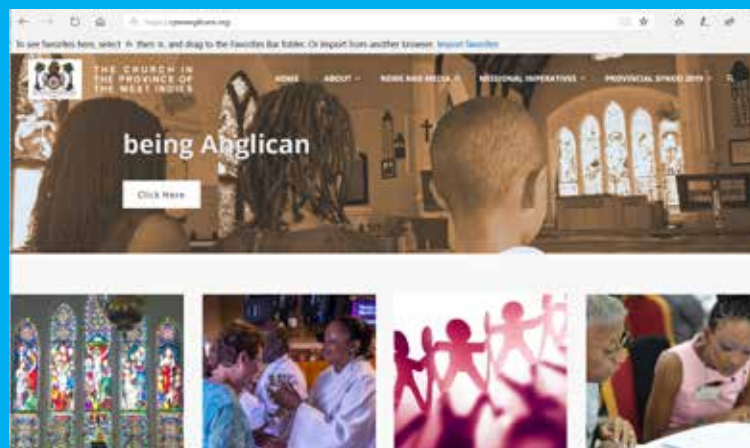 To see favorites here, select ☆ then ☆, and drag to the Favorites Bar folder. Or import from another browser. Import favorites
THE CHURCH IN
THE PROVINCE OF
THE WEST INDIES
HOME ABOUT NEWS AND MEDIA MISSIONAL IMPERATIVES PROVINCIAL SYNOD 2019
being Anglican
Click Here